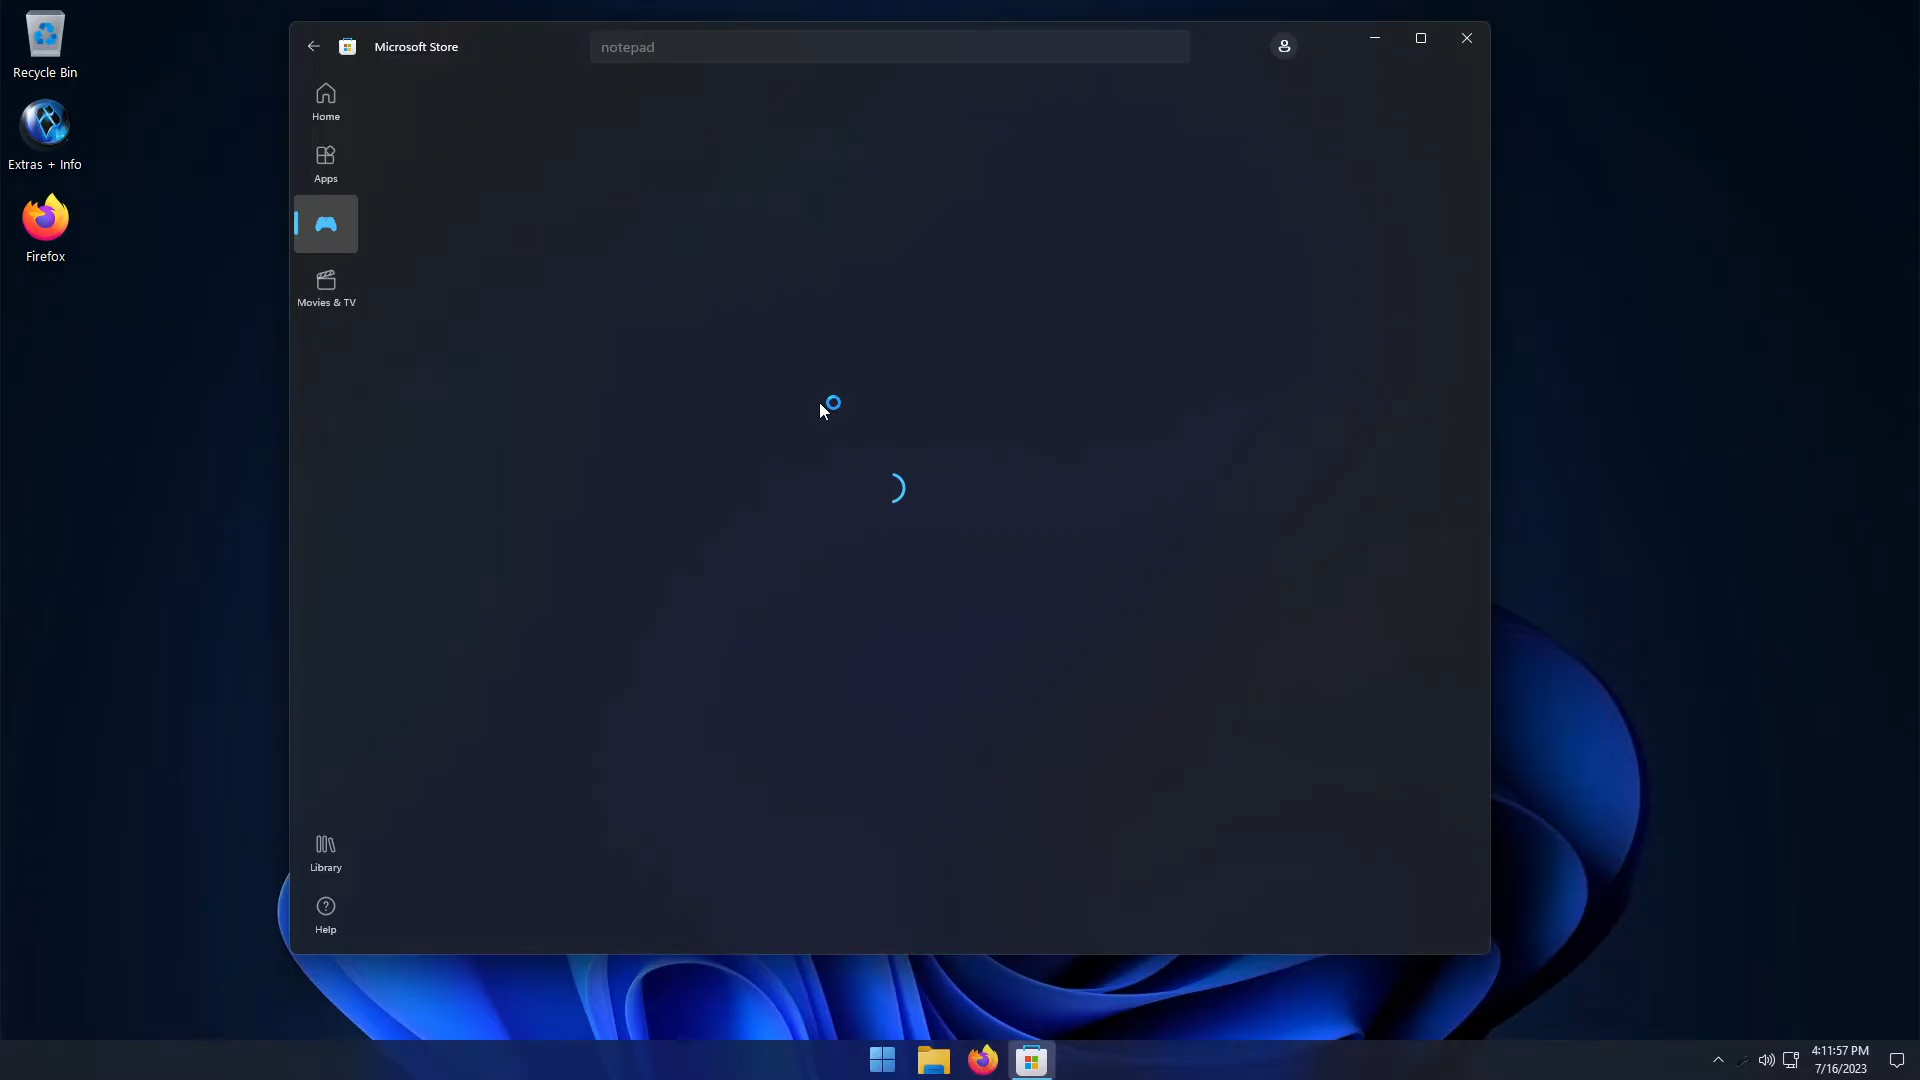 Recycle Bin
Extras + Info
Firefox
Microsoft Store
notepad
Home
Apps
Movies & TV
Library
Help
4:11:57 PM
7/16/2023